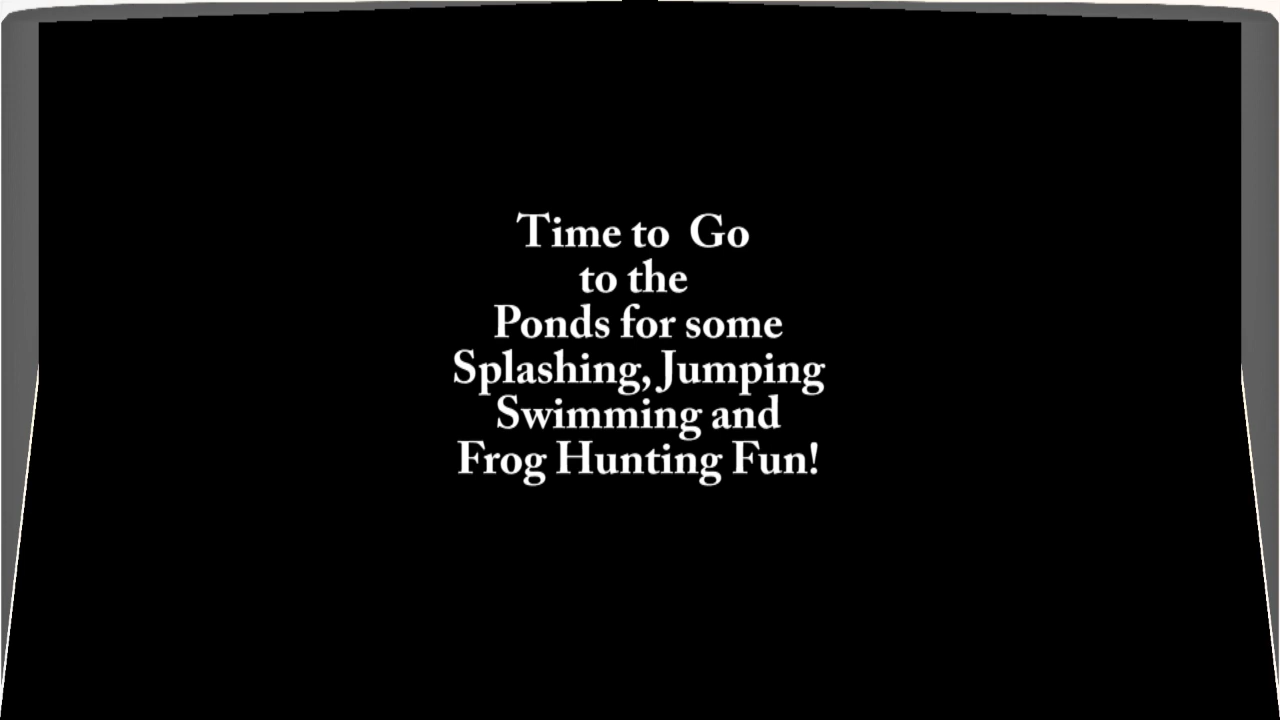 Time to  Go
to the
Ponds for some
Splashing, Jumping
Swimming and
Frog Hunting Fun!